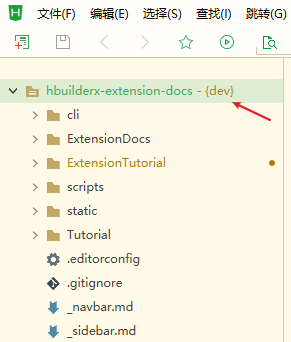 文件(F) 编辑(E) 选择(S) 查找(I) 跳转(G)
hbuilderx-extension-docs - {dev}
cli
ExtensionDocs
ExtensionTutorial
scripts
static
Tutorial
.editorconfig
.gitignore
_navbar.md
_sidebar.md